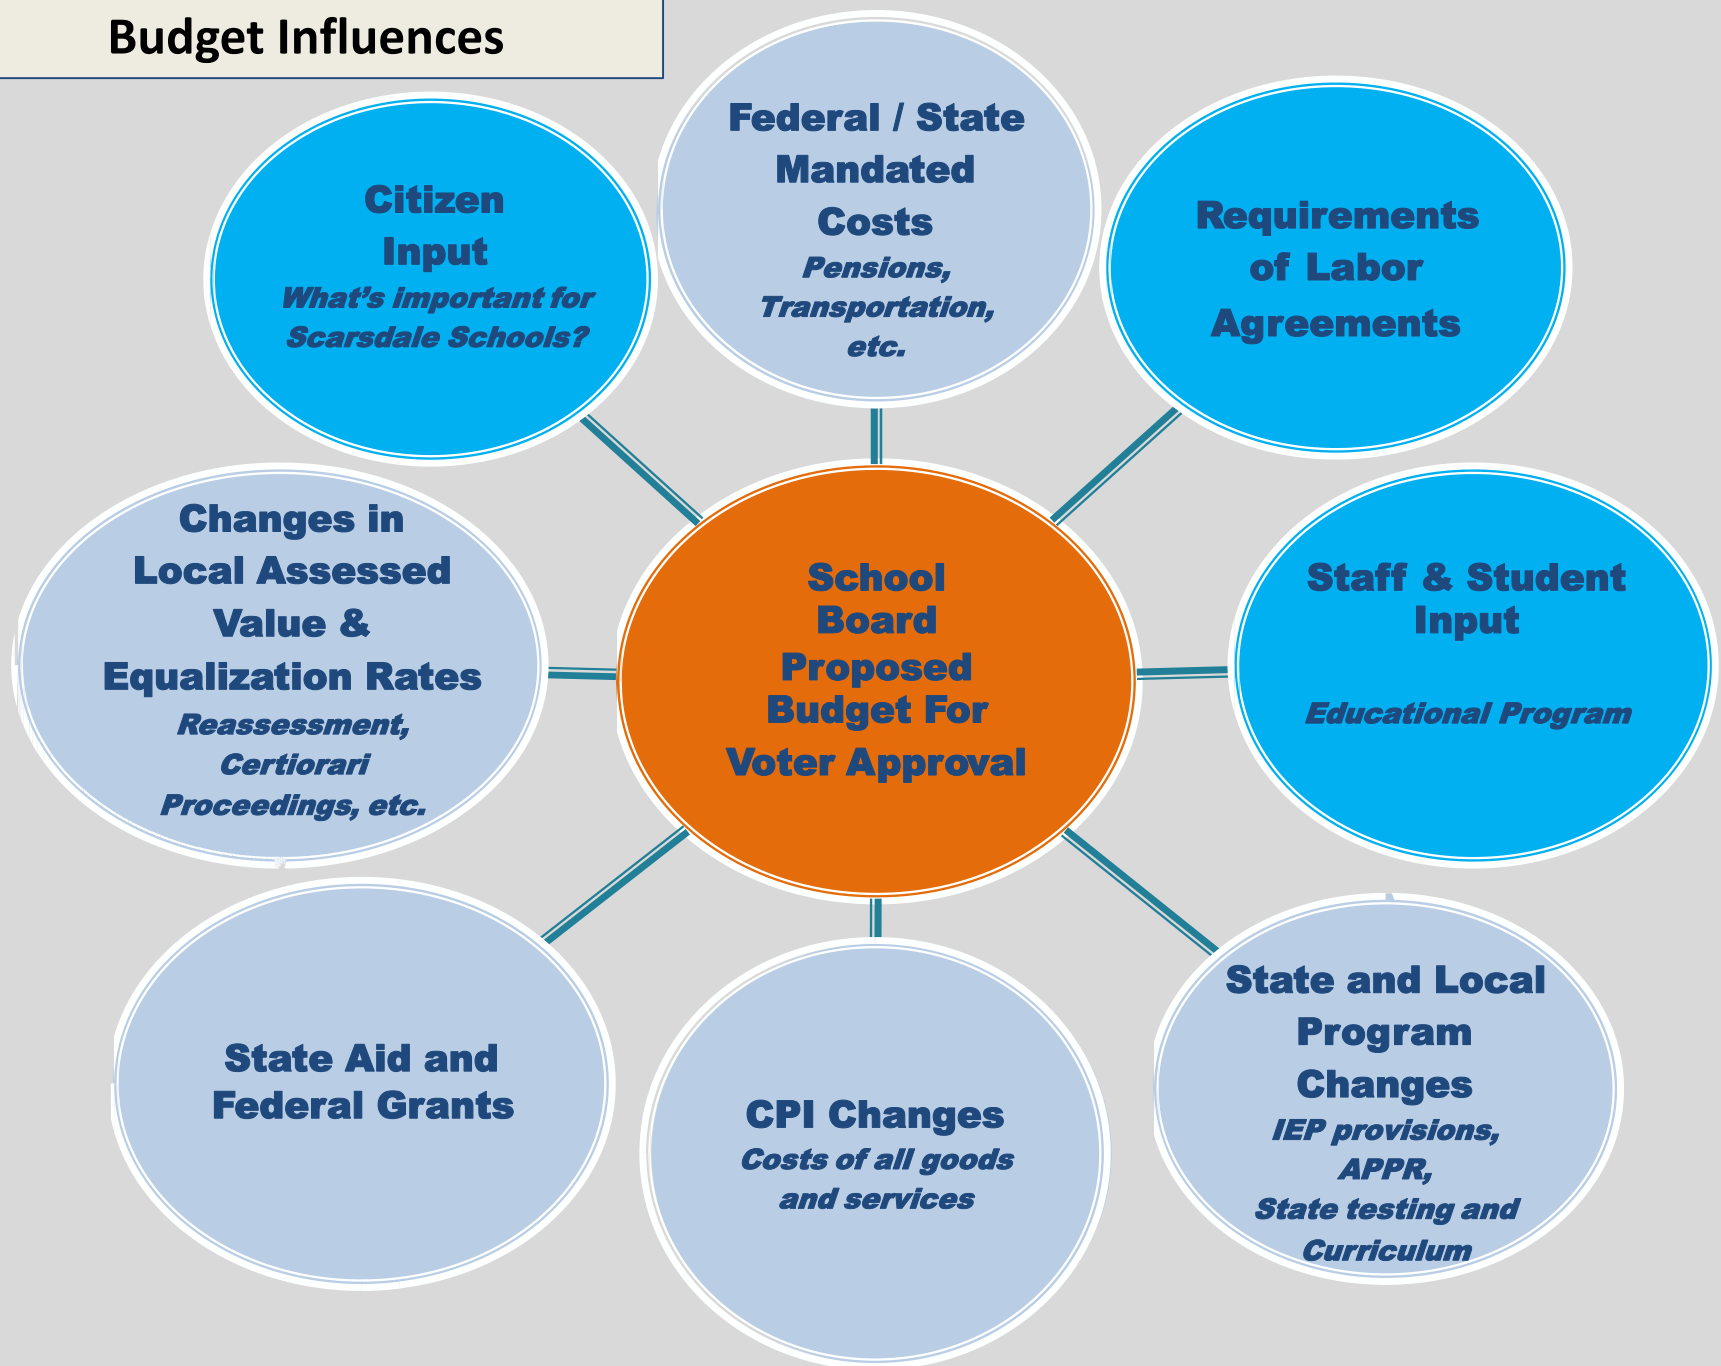 Budget Influences
Federal / State
Mandated
Costs
Pensions,
Transportation,
etc.
Citizen
Input
What's important for
Scarsdale Schools?
Requirements
of Labor
Agreements
Changes in
Local Assessed
Value &
Equalization Rates
Reassessment,
Certiorari
Proceedings, etc.
School
Board
Proposed
Budget For
Voter Approval
Staff & Student
Input
Educational Program
State Aid and
Federal Grants
CPI Changes
Costs of all goods
and services
State and Local
Program
Changes
IEP provisions,
APPR,
State testing and
Curriculum